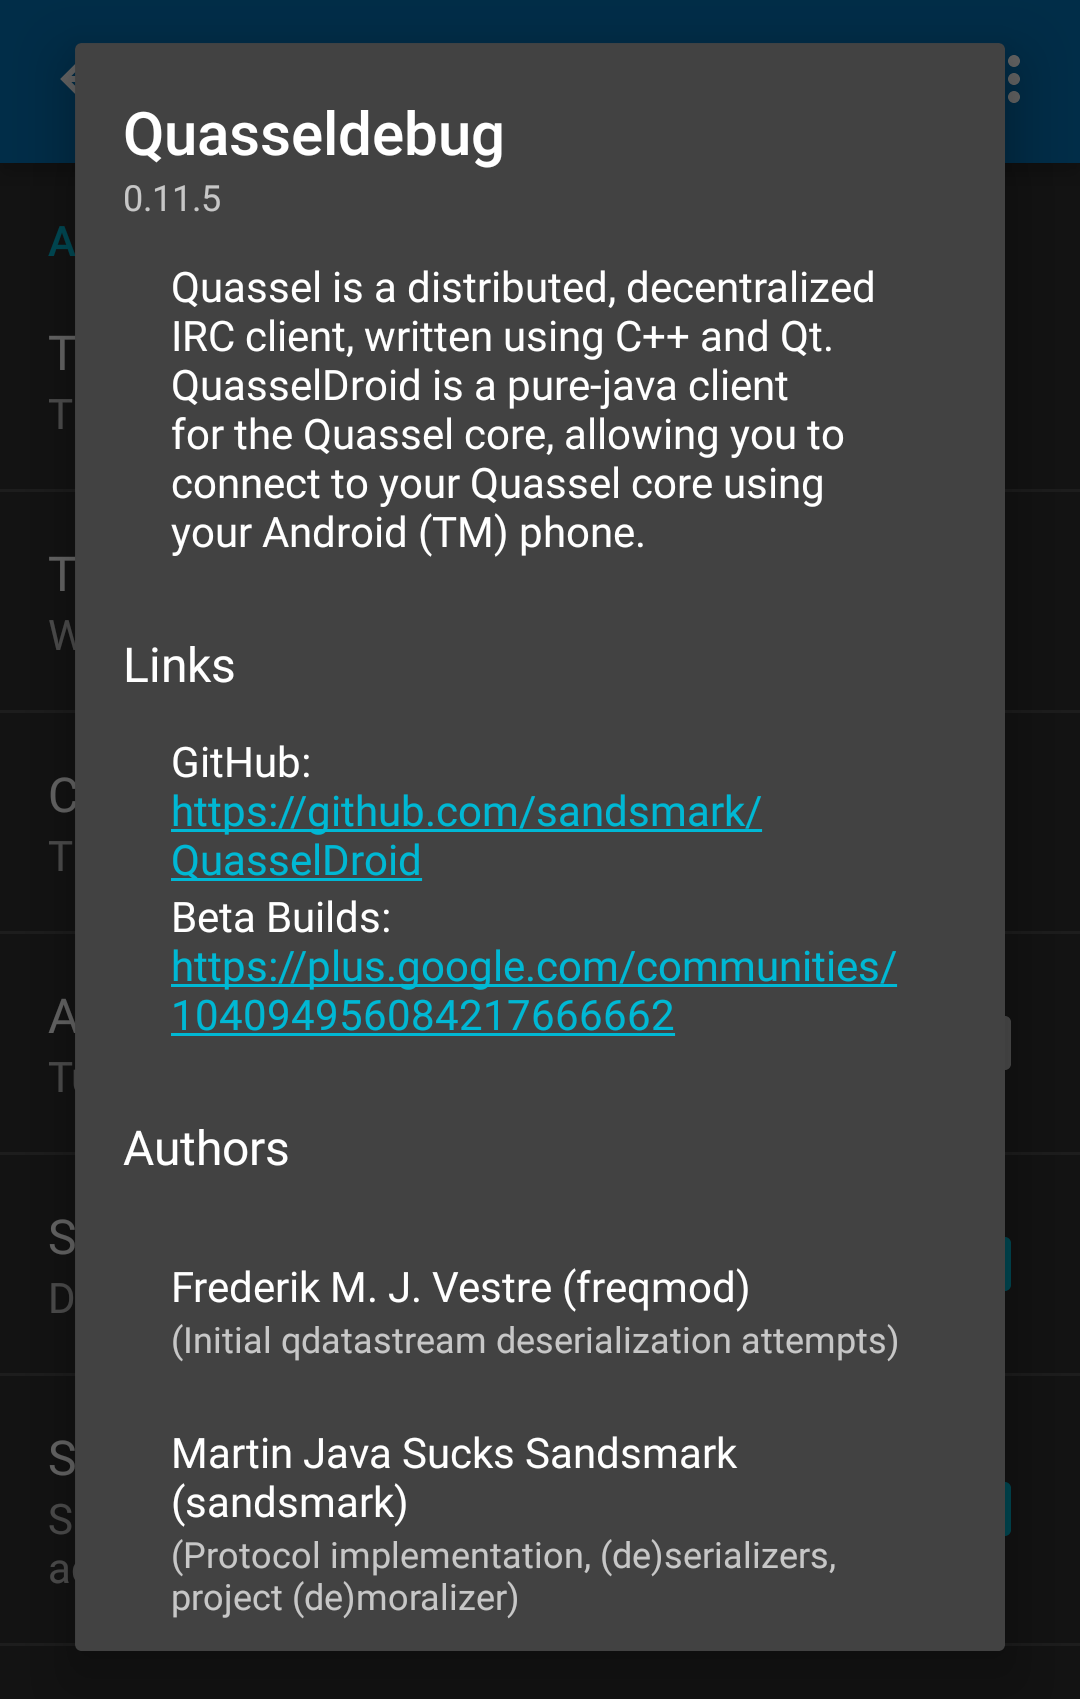 Quasseldebug
0.11.5
Quassel is a distributed, decentralized
IRC client, written using C++ and Qt.
QuasselDroid is a pure-java client
for the Quassel core, allowing you to
connect to your Quassel core using
your Android (TM) phone.
Links
GitHub:
https://github.com/sandsmark/
QuasselDroid
Beta Builds:
https://plus.google.com/communities/
104094956084217666662
Authors
Frederik M. J. Vestre (freqmod)
(Initial qdatastream deserialization attempts)
Martin Java Sucks Sandsmark
(sandsmark)
(Protocol implementation, (de)serializers,
project (de)moralizer)